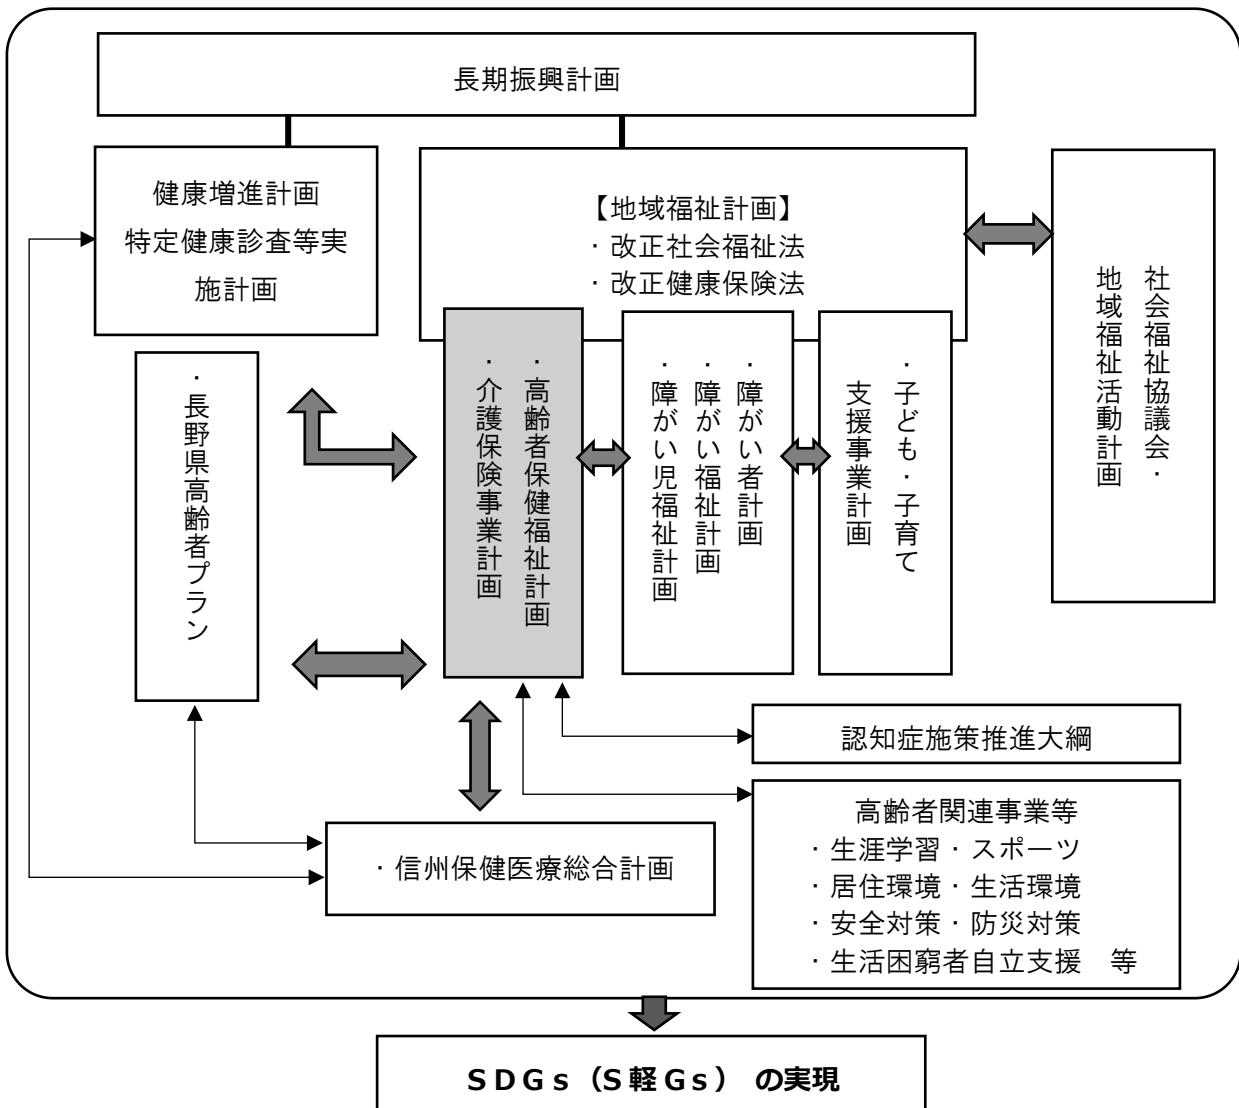 長期振興計画
健康増進計画
特定健康診査等実
施計画
【地域福祉計画】
・改正社会福祉法
・改正健康保険法
社会福祉協議会・
地域福祉活動計画
・長野県高齢者プラン
・高齢者保健福祉計画
・介護保険事業計画
・障がい者計画
・障がい福祉計画
・障がい児福祉計画
・子ども・子育て
支援事業計画
認知症施策推進大綱
高齢者関連事業等
・生涯学習・スポーツ
・居住環境・生活環境
・安全対策・防災対策
・生活困窮者自立支援　等
・信州保健医療総合計画
ＳＤＧｓ（Ｓ軽Ｇｓ） の実現